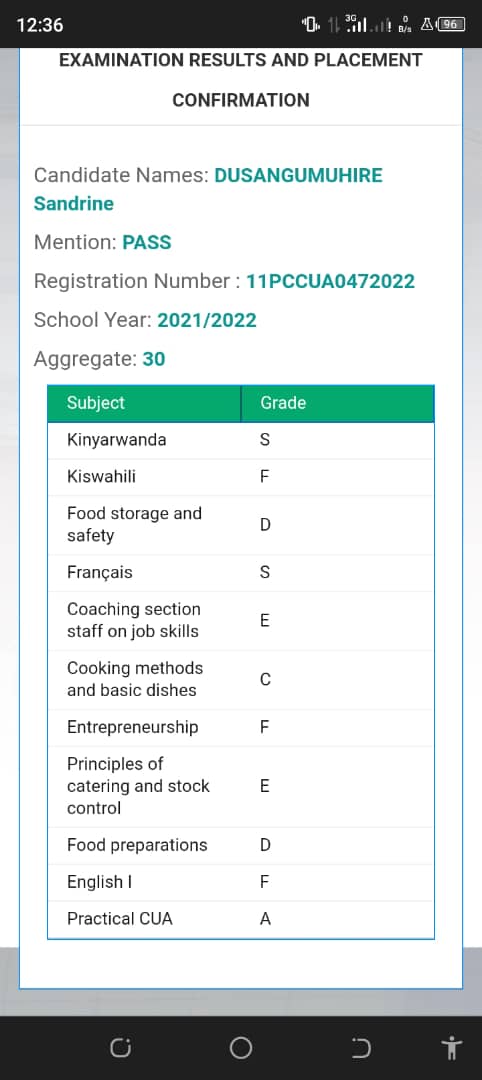 12:36
3G
0
B/s
96
EXAMINATION RESULTS AND PLACEMENT
CONFIRMATION
Candidate Names: DUSANGUMUHIRE
Sandrine
Mention: PASS
Registration Number : 11PCCUA0472022
School Year: 2021/2022
Aggregate: 30
Subject Grade
Kinyarwanda S
Kiswahili F
Food storage and
safety D
Français S
Coaching section
staff on job skills E
Cooking methods
and basic dishes C
Entrepreneurship F
Principles of
catering and stock E
control
Food preparations D
English I F
Practical CUA A